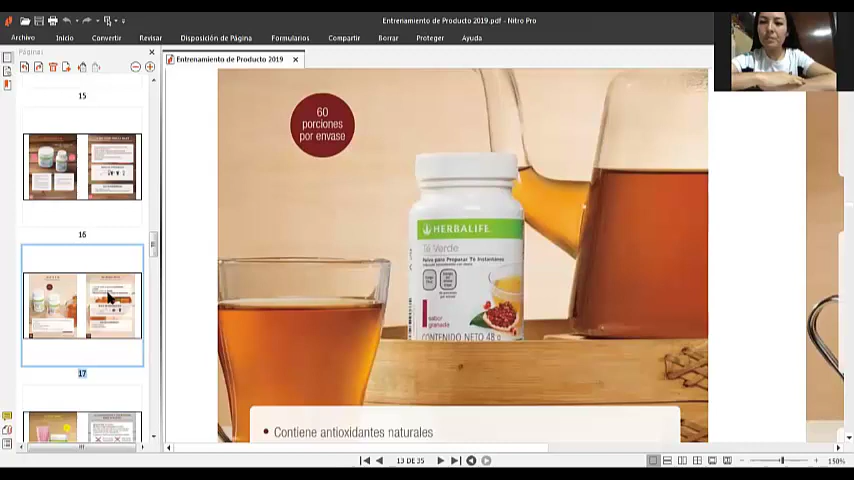 Entrenamiento de Producto 2019.pdf - Nitro Pro
Archivo
Inicio
Convertir
Revisar
Disposición de Página
Formularios
Compartir
Borrar
Proteger
Ayuda
Páginas
Entrenamiento de Producto 2019
15
16
17
60
porciones
por envase
HERBALIFE
Té Verde
Polvo para Preparar Té Instantáneo
sabor
granada
CONTENIDO NETO 48 g
• Contiene antioxidantes naturales
13 DE 35
150%